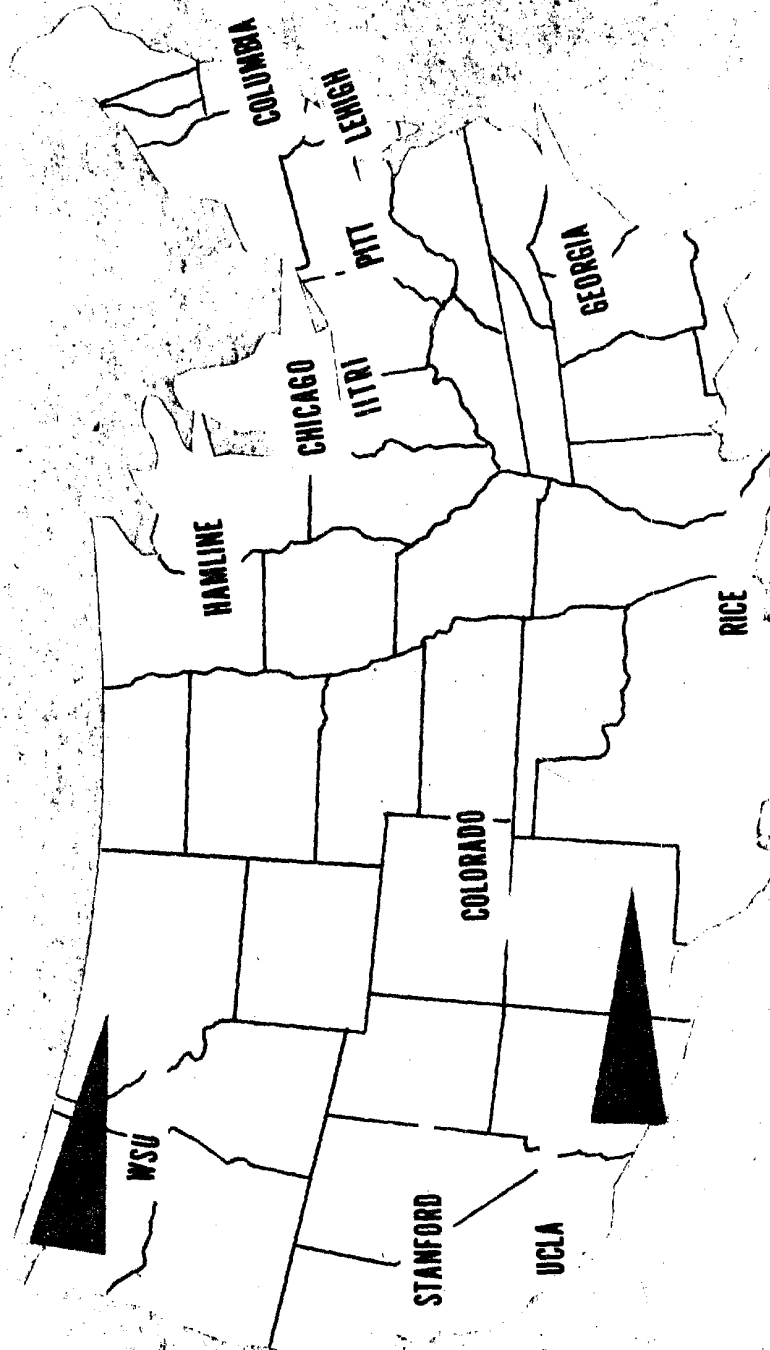 WSU
STANFORD
UCLA
COLORADO
HAMLINE
CHICAGO
IITRI
RICE
PITT
GEORGIA
LEHIGH
COLUMBIA